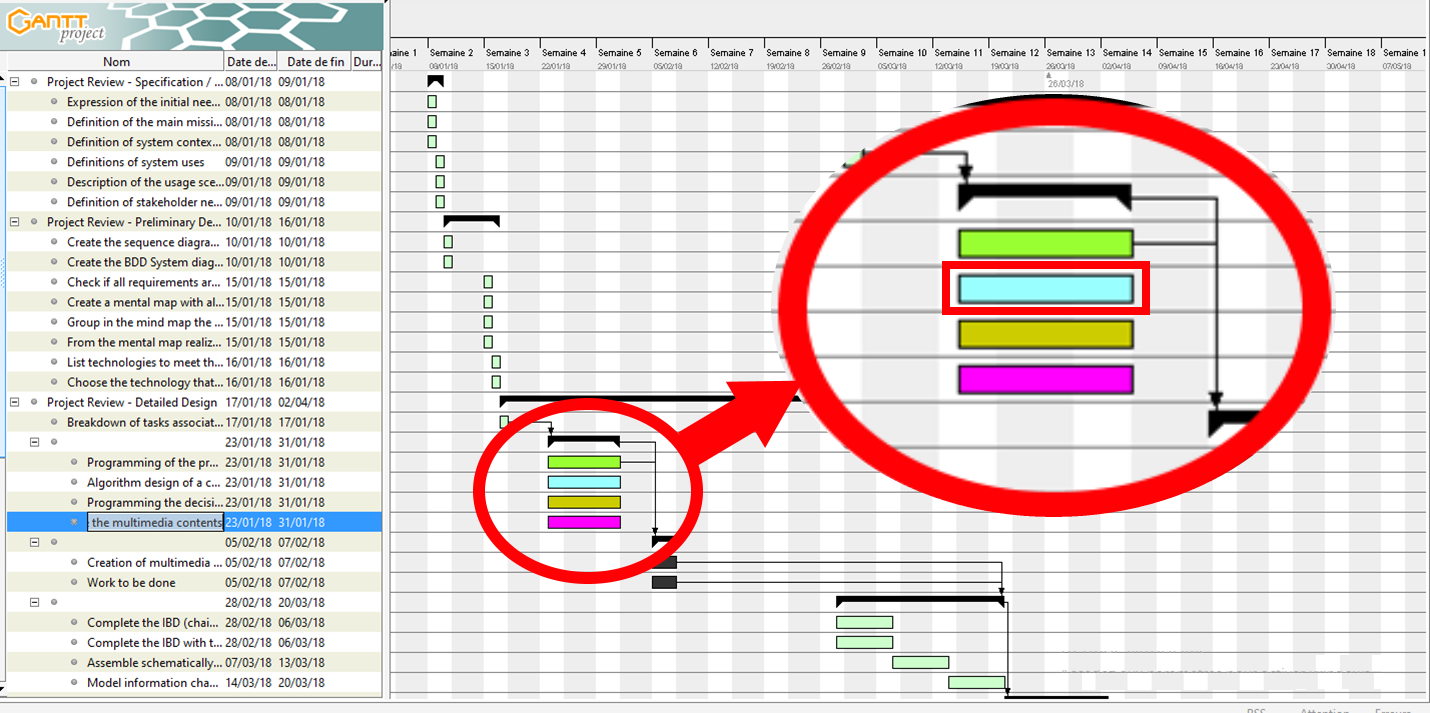 GANTT
project
Nom Date de... Date de fin Dur...
aine 1 Semaine 2 Semaine 3 Semaine 4 Semaine 5 Semaine 6 Semaine 7 Semaine 8 Semaine 9 Semaine 10 Semaine 11 Semaine 12 Semaine 13 Semaine 14 Semaine 15 Semaine 16 Semaine 17 Semaine 18 Semaine 1
/18 08/01/18 15/01/18 22/01/18 29/01/18 05/02/18 12/02/18 19/02/18 26/02/18 05/03/18 12/03/18 19/03/18 26/03/18 02/04/18 09/04/18 16/04/18 23/04/18 30/04/18 07/05/18
26/03/18
Project Review - Specification / ... 08/01/18 09/01/18
Expression of the initial nee... 08/01/18 08/01/18
Definition of the main missi... 08/01/18 08/01/18
Definition of system contex... 08/01/18 08/01/18
Definitions of system uses 09/01/18 09/01/18
Description of the usage sce... 09/01/18 09/01/18
Definition of stakeholder ne... 09/01/18 09/01/18
Project Review - Preliminary De... 10/01/18 16/01/18
Create the sequence diagra... 10/01/18 10/01/18
Create the BDD System diag... 10/01/18 10/01/18
Check if all requirements ar... 15/01/18 15/01/18
Create a mental map with al... 15/01/18 15/01/18
Group in the mind map the ... 15/01/18 15/01/18
From the mental map realiz... 15/01/18 15/01/18
List technologies to meet th... 16/01/18 16/01/18
Choose the technology that... 16/01/18 16/01/18
Project Review - Detailed Design 17/01/18 02/04/18
Breakdown of tasks associat... 17/01/18 17/01/18
23/01/18 31/01/18
Programming of the pr... 23/01/18 31/01/18
Algorithm design of a c... 23/01/18 31/01/18
Programming the decisi... 23/01/18 31/01/18
the multimedia contents 23/01/18 31/01/18
05/02/18 07/02/18
Creation of multimedia ... 05/02/18 07/02/18
Work to be done 05/02/18 07/02/18
28/02/18 20/03/18
Complete the IBD (chai... 28/02/18 06/03/18
Complete the IBD with t... 28/02/18 06/03/18
Assemble schematically... 07/03/18 13/03/18
Model information cha... 14/03/18 20/03/18